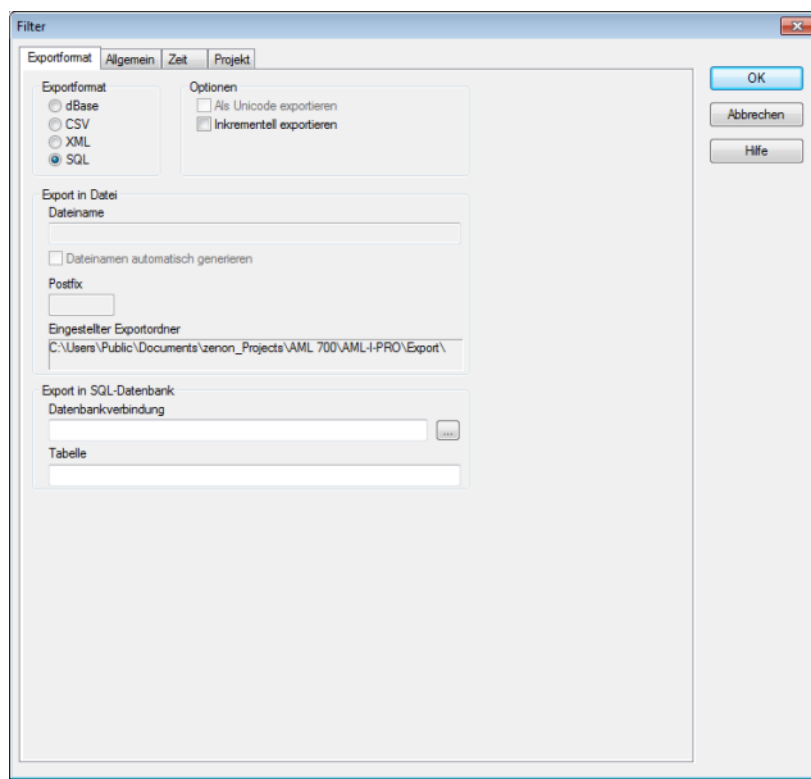 Filter
Exportformat Allgemein Zeit Projekt
Exportformat
dBase
CSV
XML
SQL
Optionen
Als Unicode exportieren
Inkrementell exportieren
OK
Abbrechen
Hilfe
Export in Datei
Dateiname
Dateinamen automatisch generieren
Postfix
Eingestellter Exportordner
C:\Users\Public\Documents\zenon_Projects\AML 700\AML-I-PRO\Export\
Export in SQL-Datenbank
Datenbankverbindung
...
Tabelle